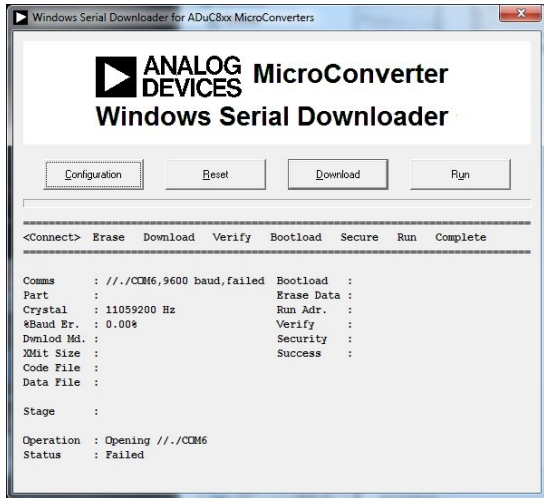 Windows Serial Downloader for ADuC8xx MicroConverters
ANALOG DEVICES MicroConverter
Windows Serial Downloader
Configuration Reset Download Run
<Connect> Erase Download Verify Bootload Secure Run Complete
Comms : //./COM6,9600 baud,failed Bootload :
Part : Erase Data :
Crystal : 11059200 Hz Run Adr. :
%Baud Er. : 0.00% Verify :
Dwnlod Md. : Security :
XMit Size : Success :
Code File :
Data File :
Stage :
Operation : Opening //./COM6
Status : Failed